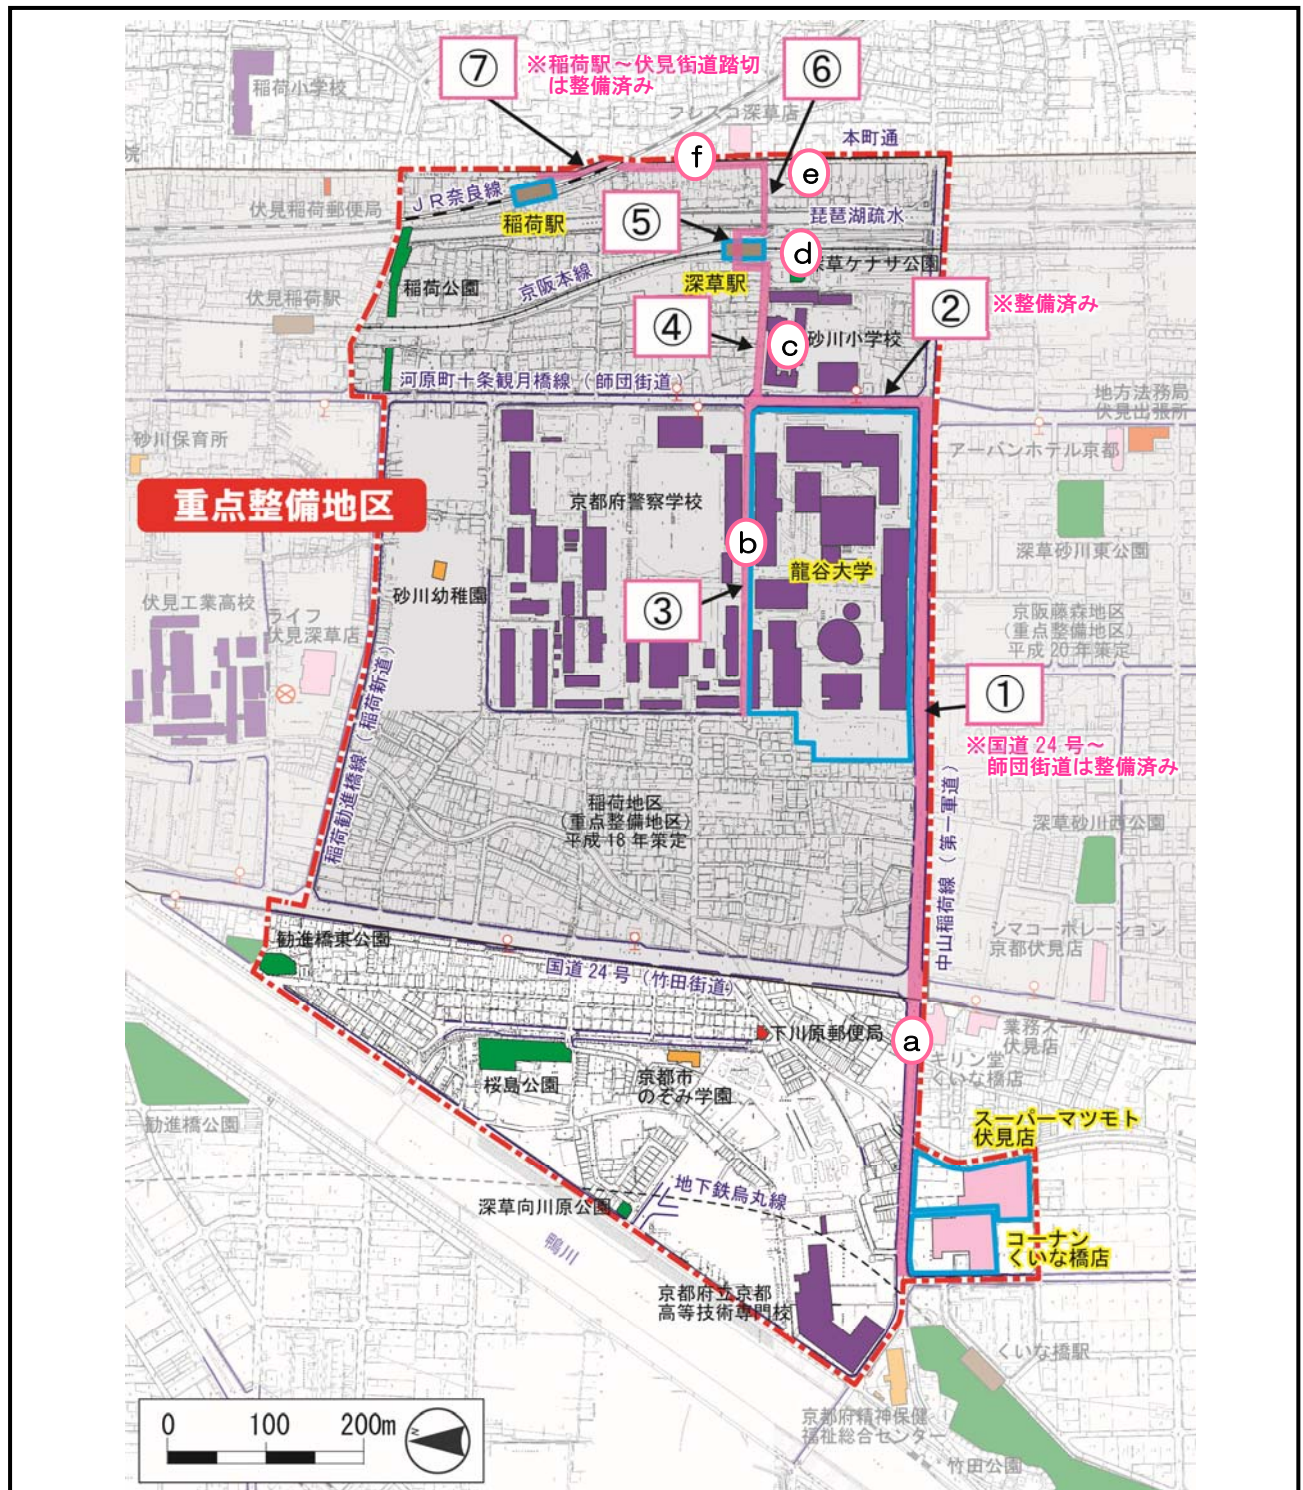 ⑦
※稲荷駅～伏見街道踏切
は整備済み
⑥
稲荷小学校
フレスコ深草店
本町通
院
f
e
JR奈良線
伏見稲荷郵便局
稲荷駅
⑤
琵琶湖疏水
d
深草ケナサ公園
深草駅
京阪本線
稲荷公園
伏見稲荷駅
④
②
※整備済み
c
砂川小学校
河原町十条観月橋線（師団街道）
地方法務局
伏見出張所
砂川保育所
アーバンホテル京都
重点整備地区
京都府警察学校
b
深草砂川東公園
龍谷大学
砂川幼稚園
③
伏見工業高校
ライフ
伏見深草店
京阪藤森地区
（重点整備地区）
平成20年策定
①
※国道24号～
師団街道は整備済み
稲荷勧進橋線（稲荷新道）
稲荷地区
（重点整備地区）
平成18年策定
中山稲荷線（第一軍道）
深草砂川西公園
シマコーポレーション
京都伏見店
勧進橋東公園
国道24号（竹田街道）
下川原郵便局
a
業務スーパー
伏見店
キリン堂
くいな橋店
桜島公園
京都市
のぞみ学園
勧進橋公園
スーパーマツモト
伏見店
地下鉄烏丸線
深草向川原公園
鴨川
コーナン
くいな橋店
京都府立京都
高等技術専門校
くいな橋駅
京都府精神保健
福祉総合センター
竹田公園
0 100 200m
N